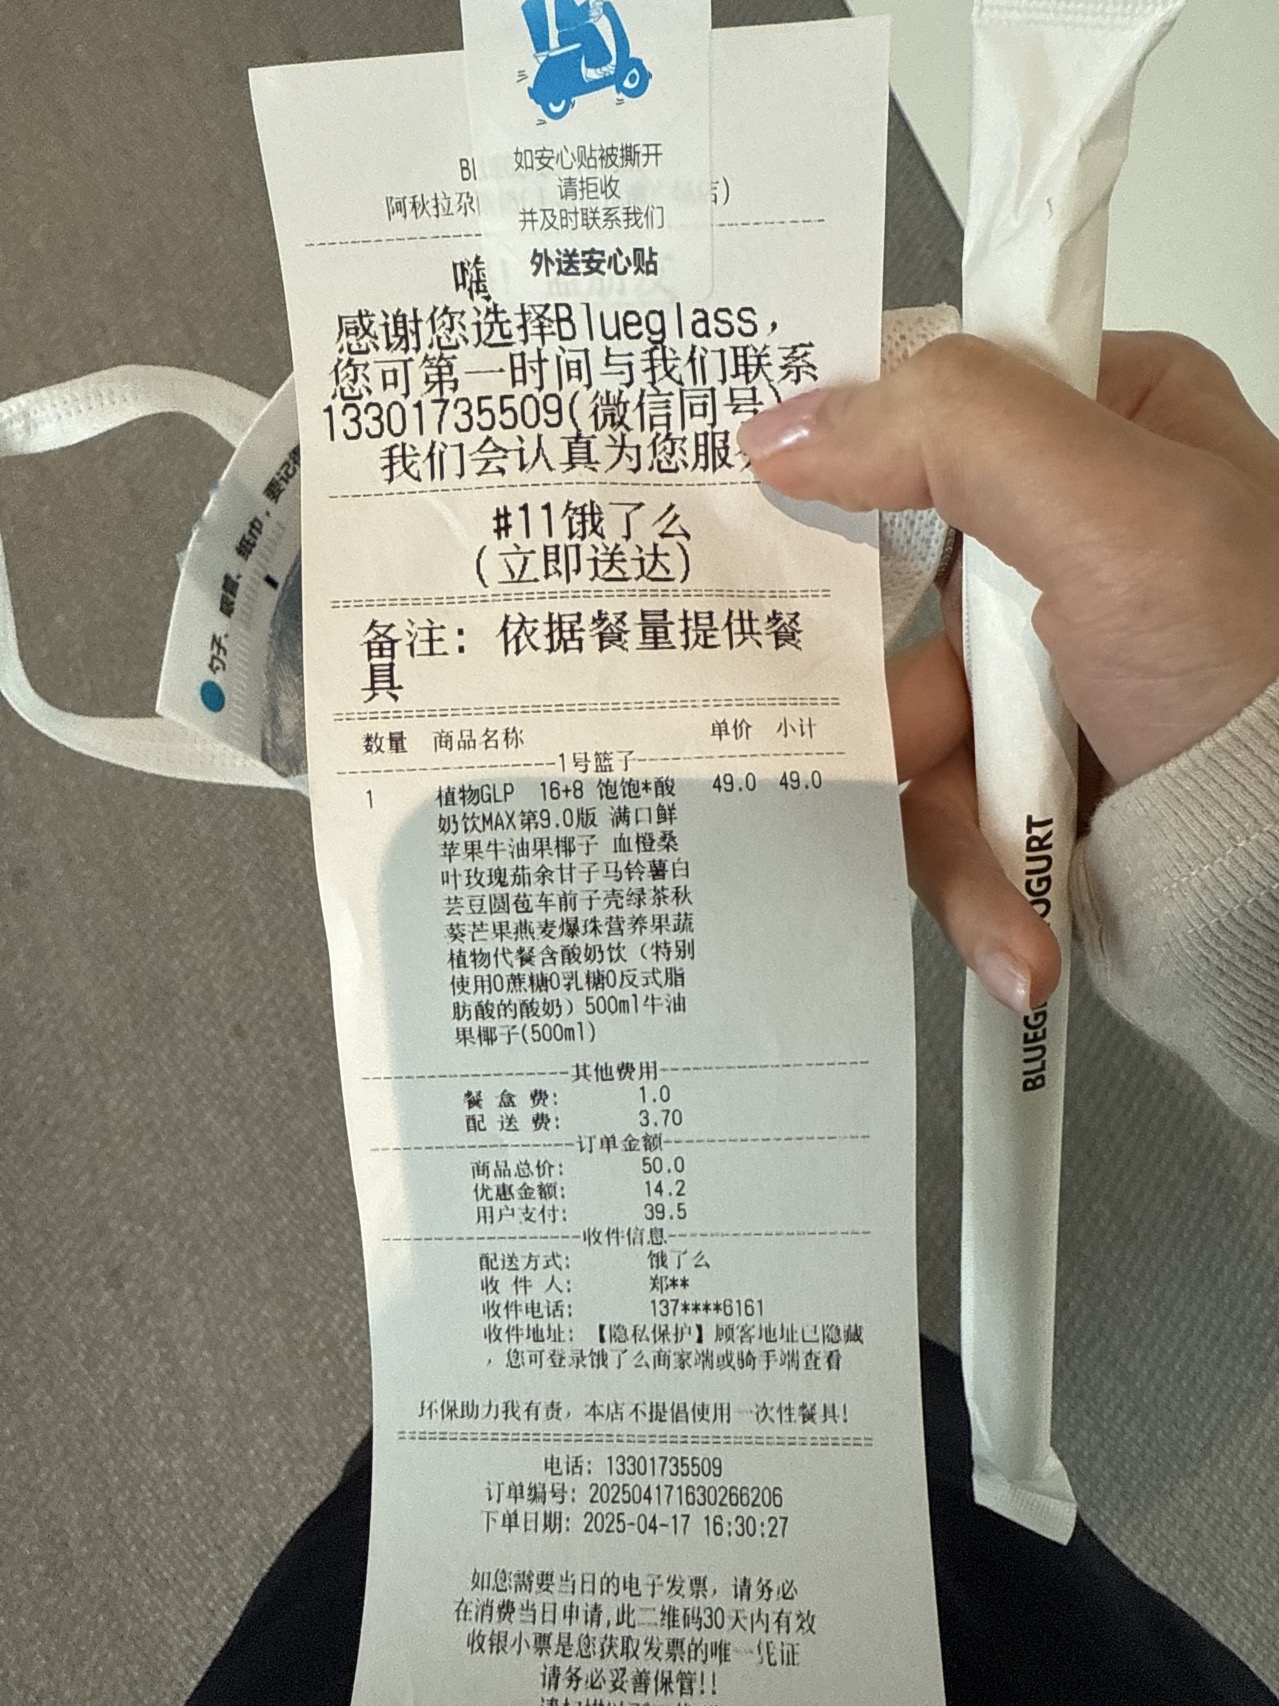 如安心贴被撕开
请拒收
并及时联系我们
外送安心贴
Bl
阿秋拉尕
店)
嗨
感谢您选择Blueglass,
您可第一时间与我们联系
13301735509(微信同号)
我们会认真为您服
#11饿了么
(立即送达)
备注: 依据餐量提供餐
具
数量 商品名称 单价 小计
1号篮子
1 植物GLP 16+8 饱饱*酸 49.0 49.0
奶饮MAX第9.0版 满口鲜
苹果牛油果椰子 血橙桑
叶玫瑰茄余甘子马铃薯白
芸豆圆苞车前子壳绿茶秋
葵芒果燕麦爆珠营养果蔬
植物代餐含酸奶饮（特别
使用0蔗糖0乳糖0反式脂
肪酸的酸奶）500ml牛油
果椰子(500ml)
其他费用
餐 盒 费: 1.0
配 送 费: 3.70
订单金额
商品总价: 50.0
优惠金额: 14.2
用户支付: 39.5
收件信息
配送方式: 饿了么
收 件 人: 郑**
收件电话: 137****6161
收件地址: 【隐私保护】顾客地址已隐藏
，您可登录饿了么商家端或骑手端查看
环保助力我有责，本店不提倡使用一次性餐具!
电话: 13301735509
订单编号: 202504171630266206
下单日期: 2025-04-17 16:30:27
如您需要当日的电子发票，请务必
在消费当日申请,此二维码30天内有效
收银小票是您获取发票的唯一凭证
请务必妥善保管!!
勺子、吸管、纸巾，要记得
BLUEG OGURT